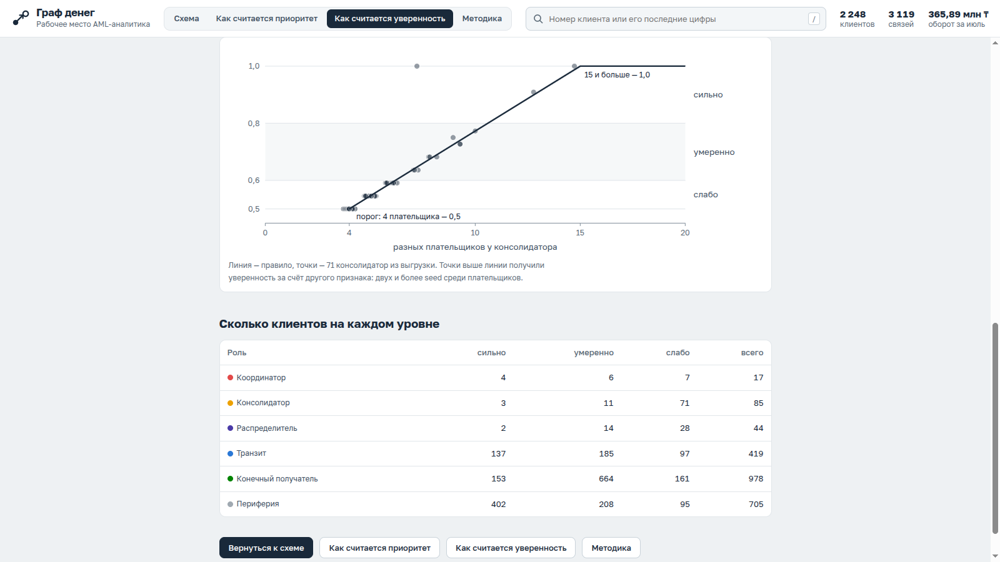 Граф денег
Рабочее место AML-аналитика
Схема
Как считается приоритет
Как считается уверенность
Методика
Номер клиента или его последние цифры
/
2 248
клиентов
3 119
связей
365,89 млн ₸
оборот за июль
1,0
0,8
0,6
0,5
15 и больше — 1,0
сильно
умеренно
слабо
порог: 4 плательщика — 0,5
0
4
10
15
20
разных плательщиков у консолидатора
Линия — правило, точки — 71 консолидатор из выгрузки. Точки выше линии получили
уверенность за счёт другого признака: двух и более seed среди плательщиков.
Сколько клиентов на каждом уровне
Роль сильно умеренно слабо всего
Координатор 4 6 7 17
Консолидатор 3 11 71 85
Распределитель 2 14 28 44
Транзит 137 185 97 419
Конечный получатель 153 664 161 978
Периферия 402 208 95 705
Вернуться к схеме
Как считается приоритет
Как считается уверенность
Методика